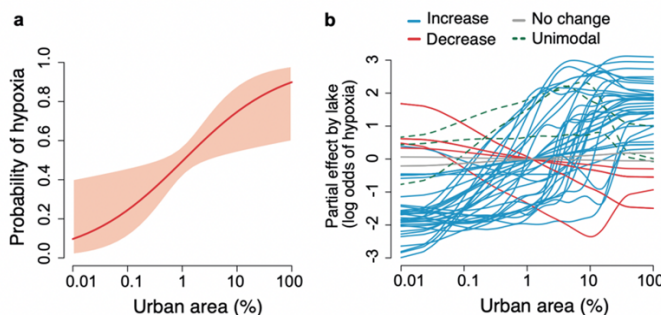 a
Probability of hypoxia
1.0
0.8
0.6
0.4
0.2
0.0
0.01 0.1 1 10 100
Urban area (%)
b
Increase No change
Decrease Unimodal
Partial effect by lake
(log odds of hypoxia)
3
2
1
0
-1
-2
-3
0.01 0.1 1 10 100
Urban area (%)